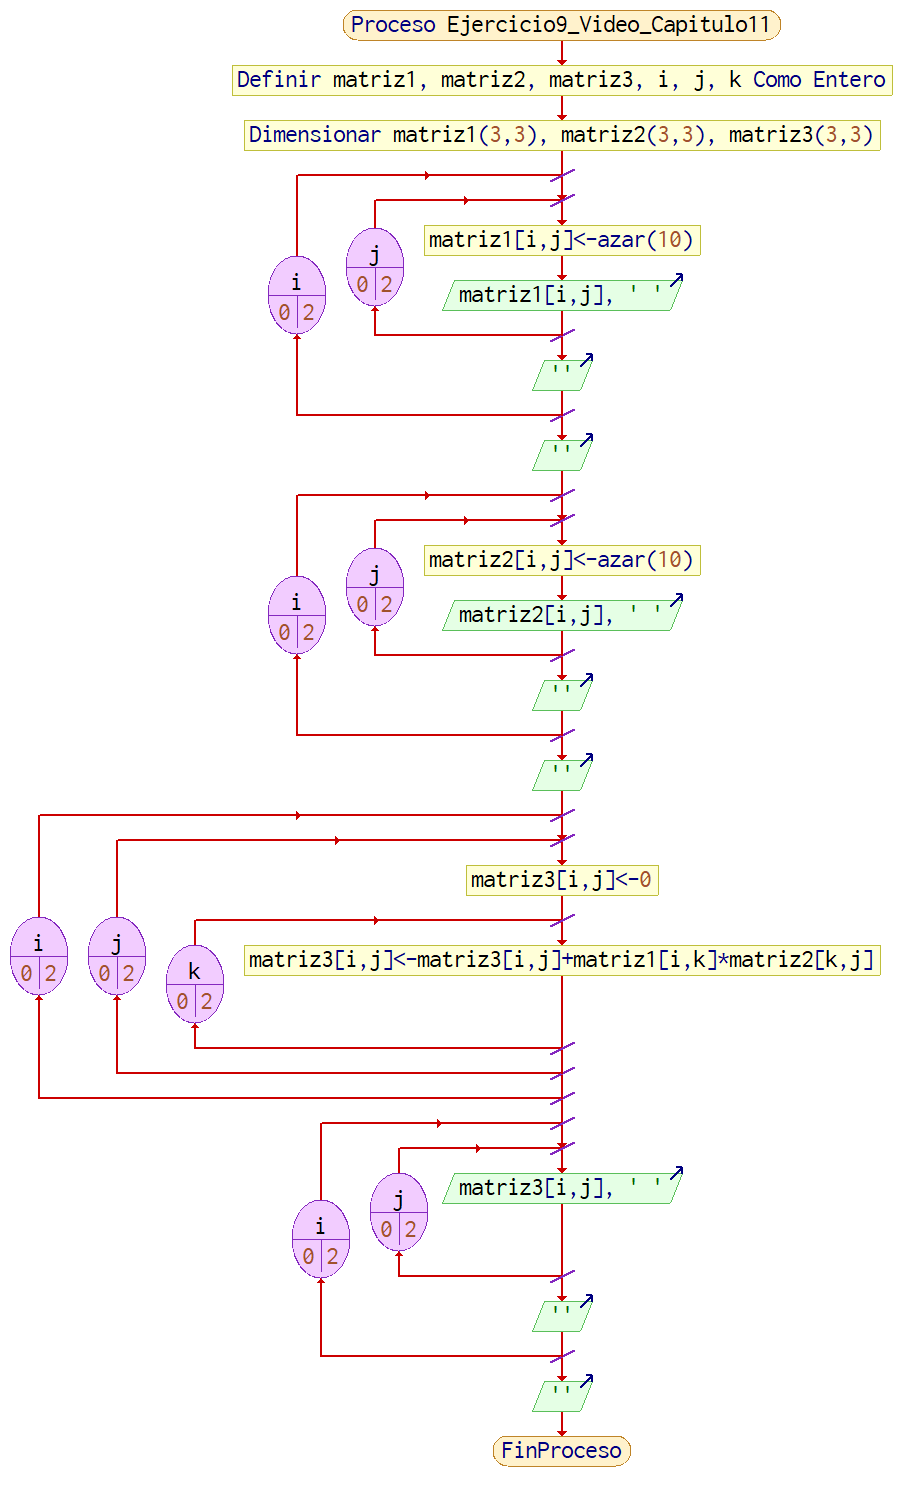 Proceso Ejercicio9_Video_Capitulo11
Definir matriz1, matriz2, matriz3, i, j, k Como Entero
Dimensionar matriz1(3,3), matriz2(3,3), matriz3(3,3)
i
0 2
j
0 2
matriz1[i,j]<-azar(10)
matriz1[i,j], ' '
''
''
i
0 2
j
0 2
matriz2[i,j]<-azar(10)
matriz2[i,j], ' '
''
''
i
0 2
j
0 2
matriz3[i,j]<-0
k
0 2
matriz3[i,j]<-matriz3[i,j]+matriz1[i,k]*matriz2[k,j]
i
0 2
j
0 2
matriz3[i,j], ' '
''
''
FinProceso